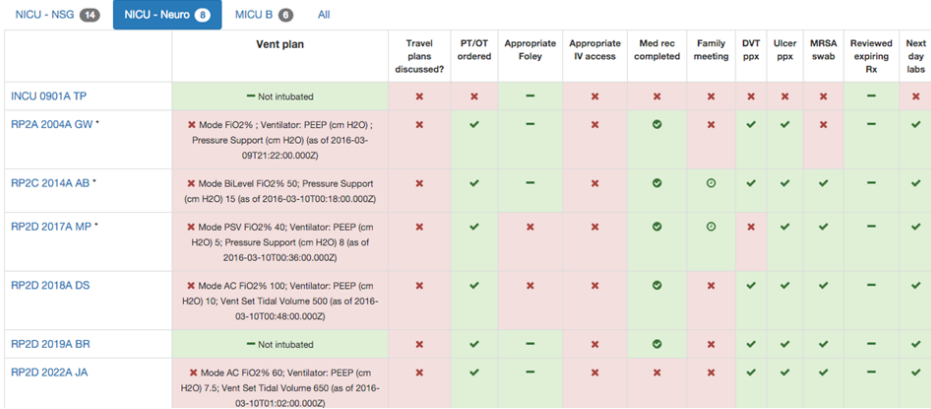 NICU - NSG 14 NICU - Neuro 8 MICU B 6 All
Vent plan Travel plans discussed? PT/OT ordered Appropriate Foley Appropriate IV access Med rec completed Family meeting DVT ppx Ulcer ppx MRSA swab Reviewed expiring Rx Next day labs
INCU 0901A TP Not intubated
RP2A 2004A GW * Mode FiO2% ; Ventilator: PEEP (cm H2O) ;
Pressure Support (cm H2O) (as of 2016-03-
09T21:22:00.000Z)
RP2C 2014A AB * Mode BiLevel FiO2% 50; Pressure Support
(cm H2O) 15 (as of 2016-03-10T00:18:00.000Z)
RP2D 2017A MP * Mode PSV FiO2% 40; Ventilator: PEEP (cm
H2O) 5; Pressure Support (cm H2O) 8 (as of
2016-03-10T00:36:00.000Z)
RP2D 2018A DS Mode AC FiO2% 100; Ventilator: PEEP (cm
H2O) 10; Vent Set Tidal Volume 500 (as of 2016-
03-10T00:48:00.000Z)
RP2D 2019A BR Not intubated
RP2D 2022A JA Mode AC FiO2% 60; Ventilator: PEEP (cm
H2O) 7.5; Vent Set Tidal Volume 650 (as of 2016-
03-10T01:02:00.000Z)